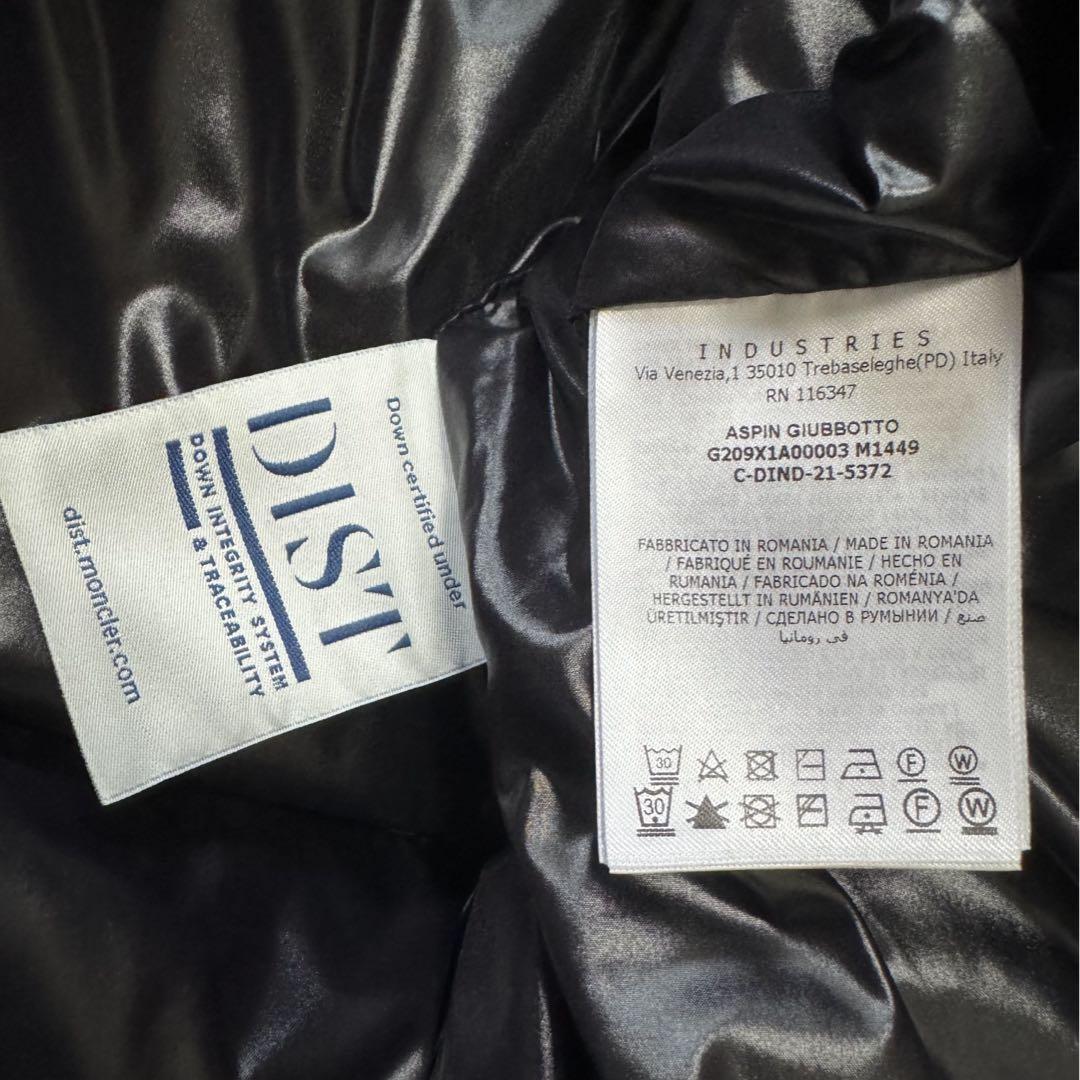 Down certified under
DIST
DOWN INTEGRITY SYSTEM
& TRACEABILITY
dist.moncler.com
INDUSTRIES
Via Venezia,1 35010 Trebaseleghe(PD) Italy
RN 116347
ASPIN GIUBBOTTO
G209X1A00003 M1449
C-DIND-21-5372
FABBRICATO IN ROMANIA / MADE IN ROMANIA
/ FABRIQUÉ EN ROUMANIE / HECHO EN
RUMANIA / FABRICADO NA ROMÉNIA /
HERGESTELLT IN RUMÄNIEN / ROMANYA'DA
ÜRETILMIŞTIR / СДЕЛАНО В РУМЫНИИ / صنع
في رومانيا
30 F W
30 F W